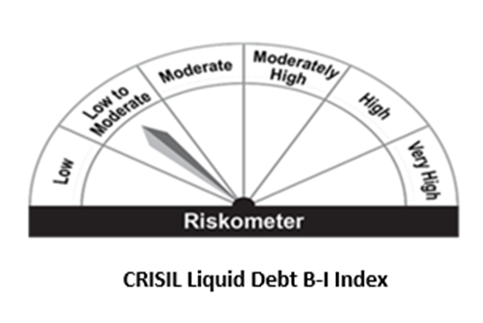 Low
Low to
Moderate
Moderate
Moderately
High
High
Very High
Riskometer
CRISIL Liquid Debt B-I Index